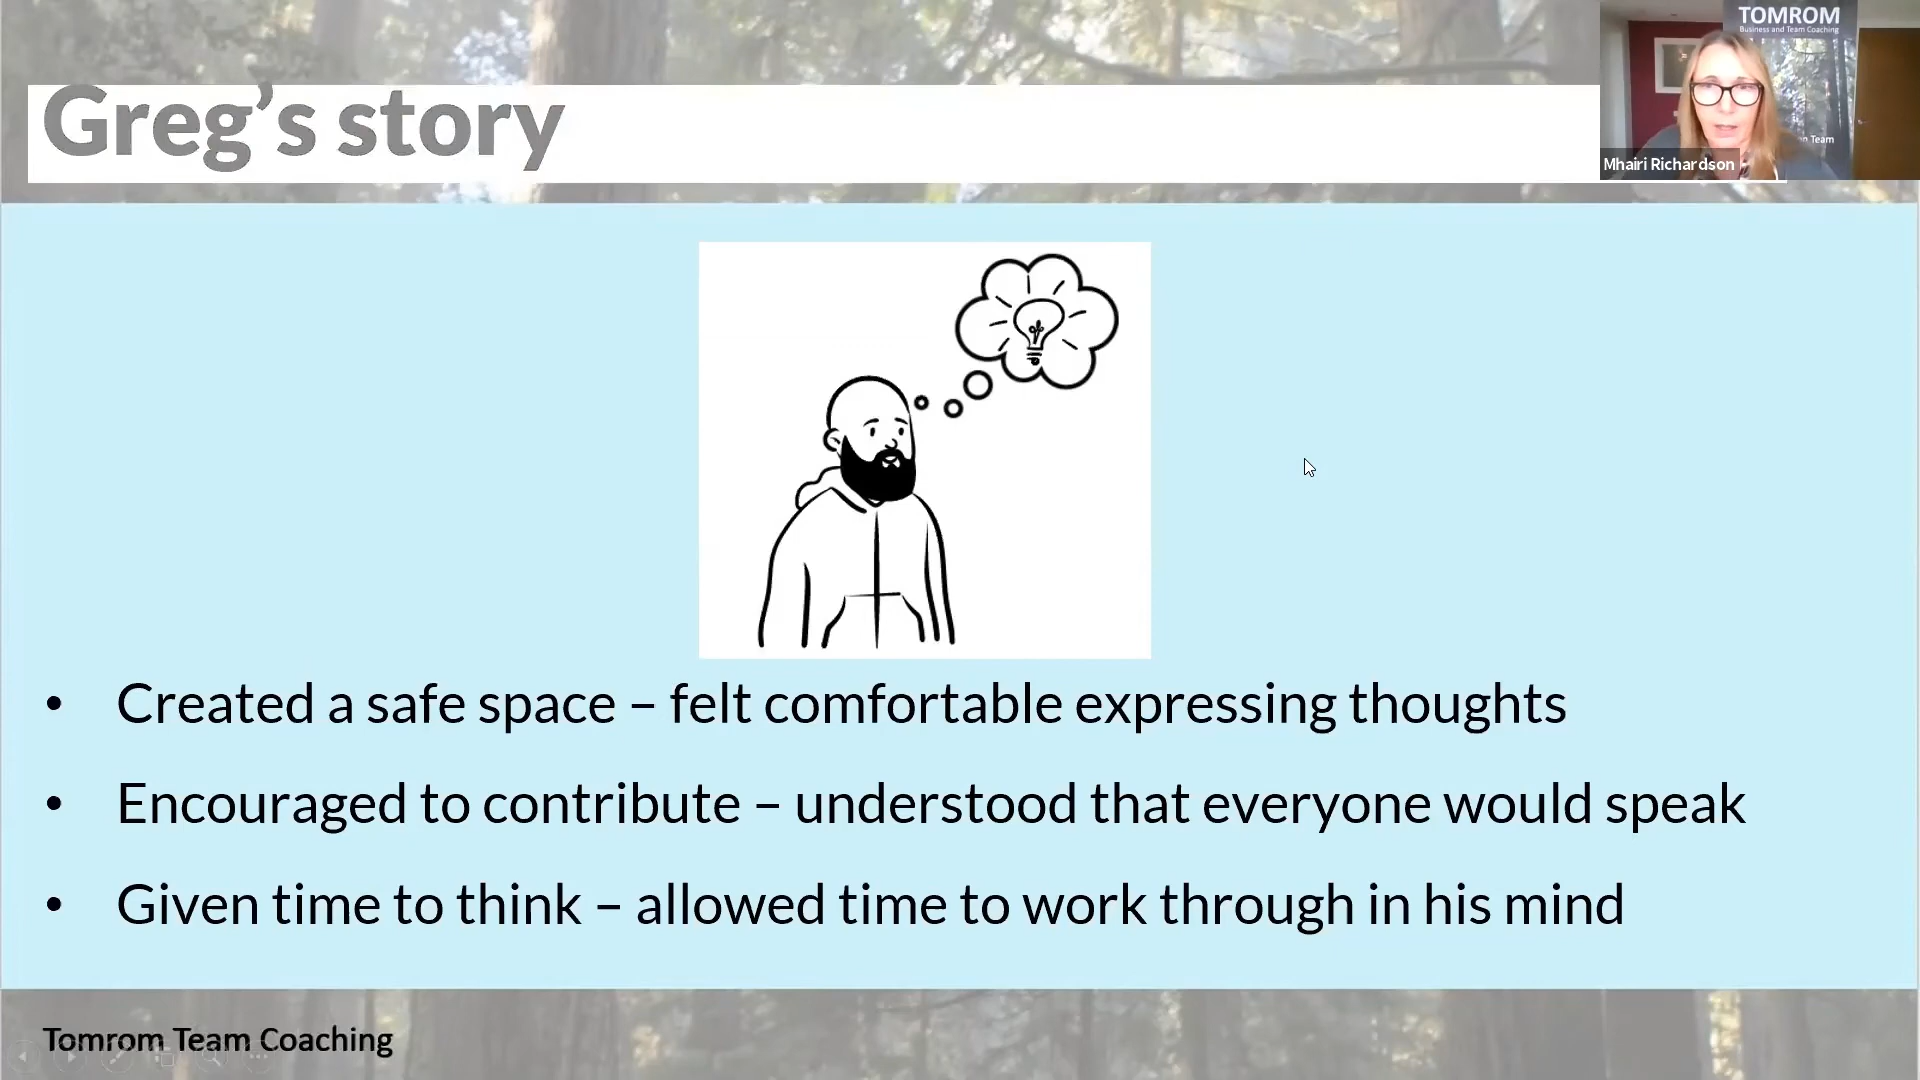 Greg’s story
TOMROM
Business and Team Coaching
Team
Mhairi Richardson
• Created a safe space – felt comfortable expressing thoughts
• Encouraged to contribute – understood that everyone would speak
• Given time to think – allowed time to work through in his mind
Tomrom Team Coaching